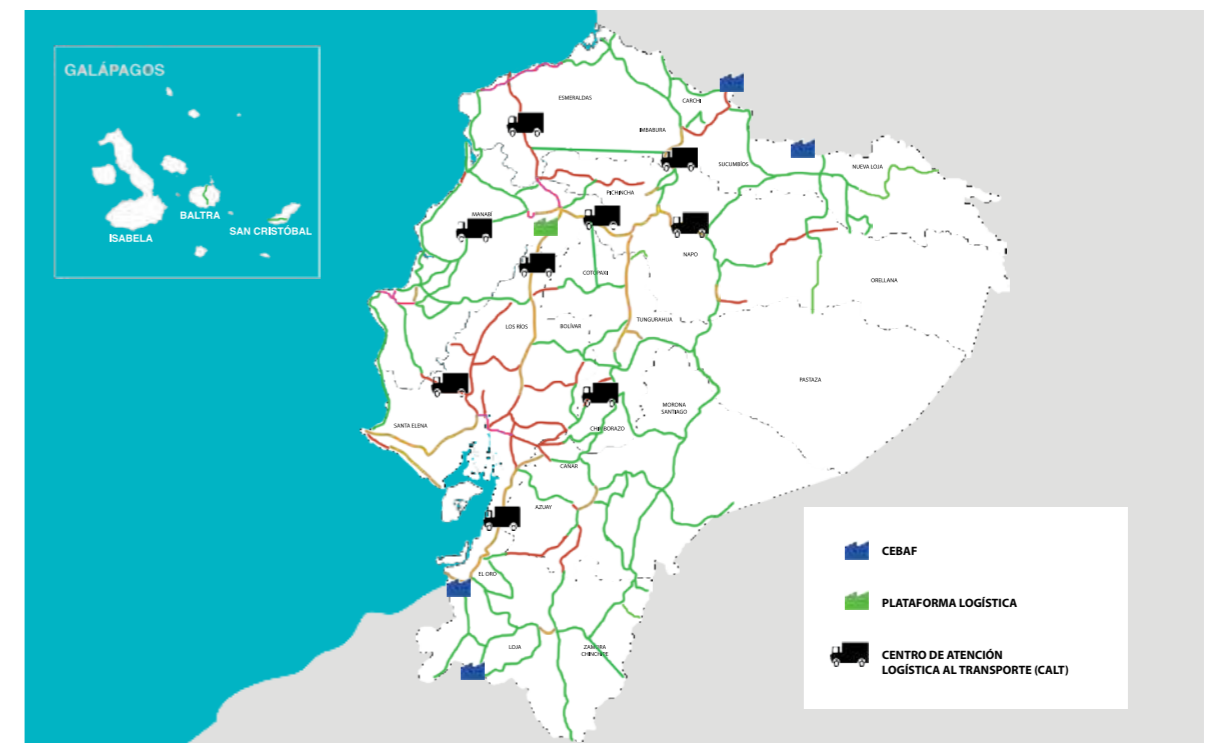 GALÁPAGOS
BALTRA
ISABELA
SAN CRISTÓBAL
ESMERALDAS
CARCHI
IMBABURA
SUCUMBÍOS
NUEVA LOJA
PICHINCHA
MANABÍ
NAPO
COTOPAXI
ORELLANA
LOS RÍOS
BOLÍVAR
TUNGURAHUA
PASTAZA
MORONA
SANTIAGO
SANTA ELENA
CHIMBORAZO
CAÑAR
AZUAY
EL ORO
LOJA
ZAMORA
CHINCHIPE
CEBAF
PLATAFORMA LOGÍSTICA
CENTRO DE ATENCIÓN
LOGÍSTICA AL TRANSPORTE (CALT)